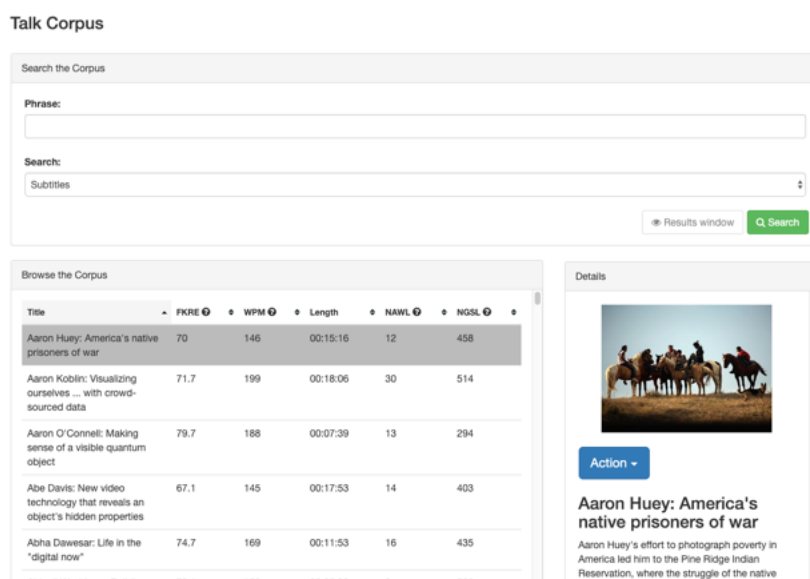 Talk Corpus
Search the Corpus
Phrase:
Search:
Subtitles
Results window
Search
Browse the Corpus
Title FKRE WPM Length NAWL NGSL
Aaron Huey: America's native 70 146 00:15:16 12 458
prisoners of war
Aaron Koblin: Visualizing 71.7 199 00:18:06 30 514
ourselves ... with crowd-
sourced data
Aaron O'Connell: Making 79.7 188 00:07:39 13 294
sense of a visible quantum
object
Abe Davis: New video 67.1 145 00:17:53 14 403
technology that reveals an
object's hidden properties
Abha Dawesar: Life in the 74.7 169 00:11:53 16 435
"digital now"
Details
Action
Aaron Huey: America's
native prisoners of war
Aaron Huey's effort to photograph poverty in
America led him to the Pine Ridge Indian
Reservation, where the struggle of the native